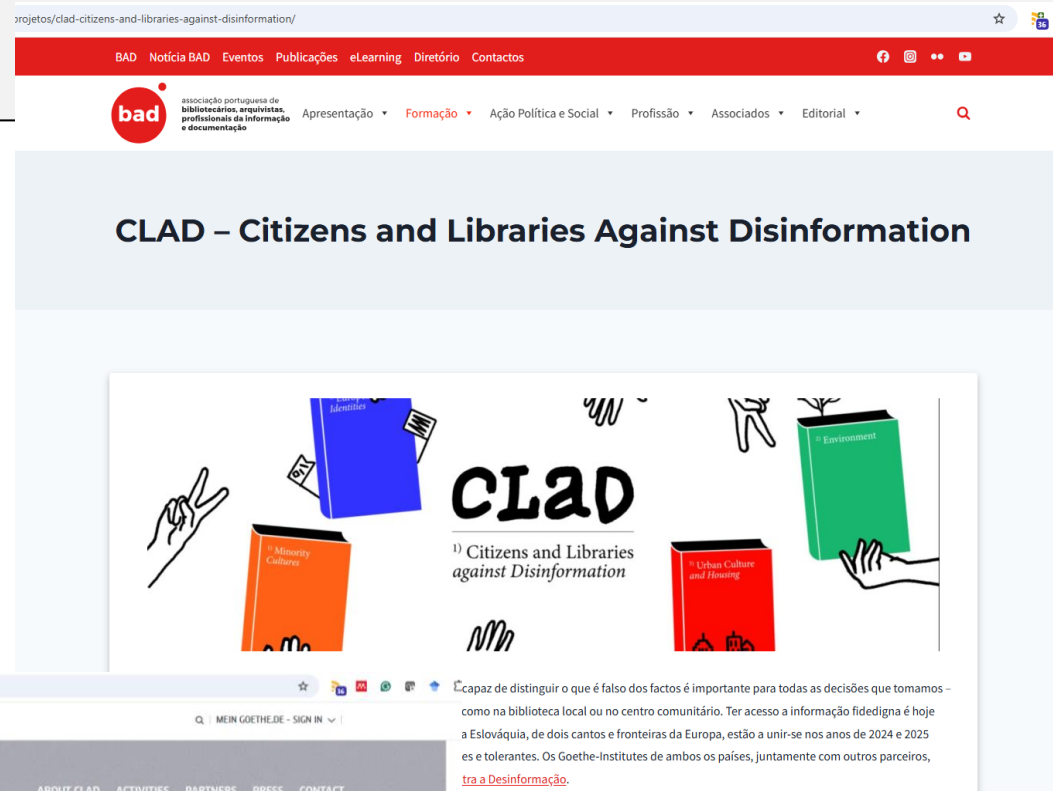 projetos/clad-citizens-and-libraries-against-disinformation/
36
BAD Notícia BAD Eventos Publicações eLearning Diretório Contactos
bad
associação portuguesa de
bibliotecários, arquivistas,
profissionais da informação
e documentação
Apresentação Formação Ação Política e Social Profissão Associados Editorial
CLAD – Citizens and Libraries Against Disinformation
Identities
1) Environment
CLaD
1) Citizens and Libraries
against Disinformation
1) Minority
Cultures
1) Urban Culture
and Housing
36
capaz de distinguir o que é falso dos factos é importante para todas as decisões que tomamos –
MEIN GOETHE.DE - SIGN IN
como na biblioteca local ou no centro comunitário. Ter acesso a informação fidedigna é hoje
a Eslováquia, de dois cantos e fronteiras da Europa, estão a unir-se nos anos de 2024 e 2025
es e tolerantes. Os Goethe-Institutes de ambos os países, juntamente com outros parceiros,
tra a Desinformação.
ABOUT CLAD ACTIVITIES PARTNERS PRESS CONTACT